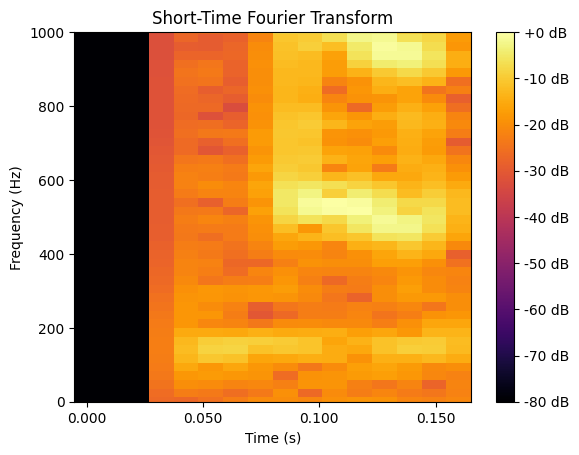 Short-Time Fourier Transform
1000
800
600
400
200
0
Frequency (Hz)
0.000
0.050
0.100
0.150
Time (s)
+0 dB
-10 dB
-20 dB
-30 dB
-40 dB
-50 dB
-60 dB
-70 dB
-80 dB